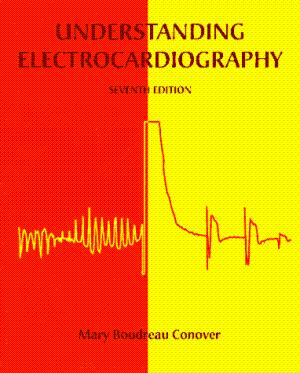 UNDERSTANDING
ELECTROCARDIOGRAPHY
SEVENTH EDITION
Mary Boudreau Conover